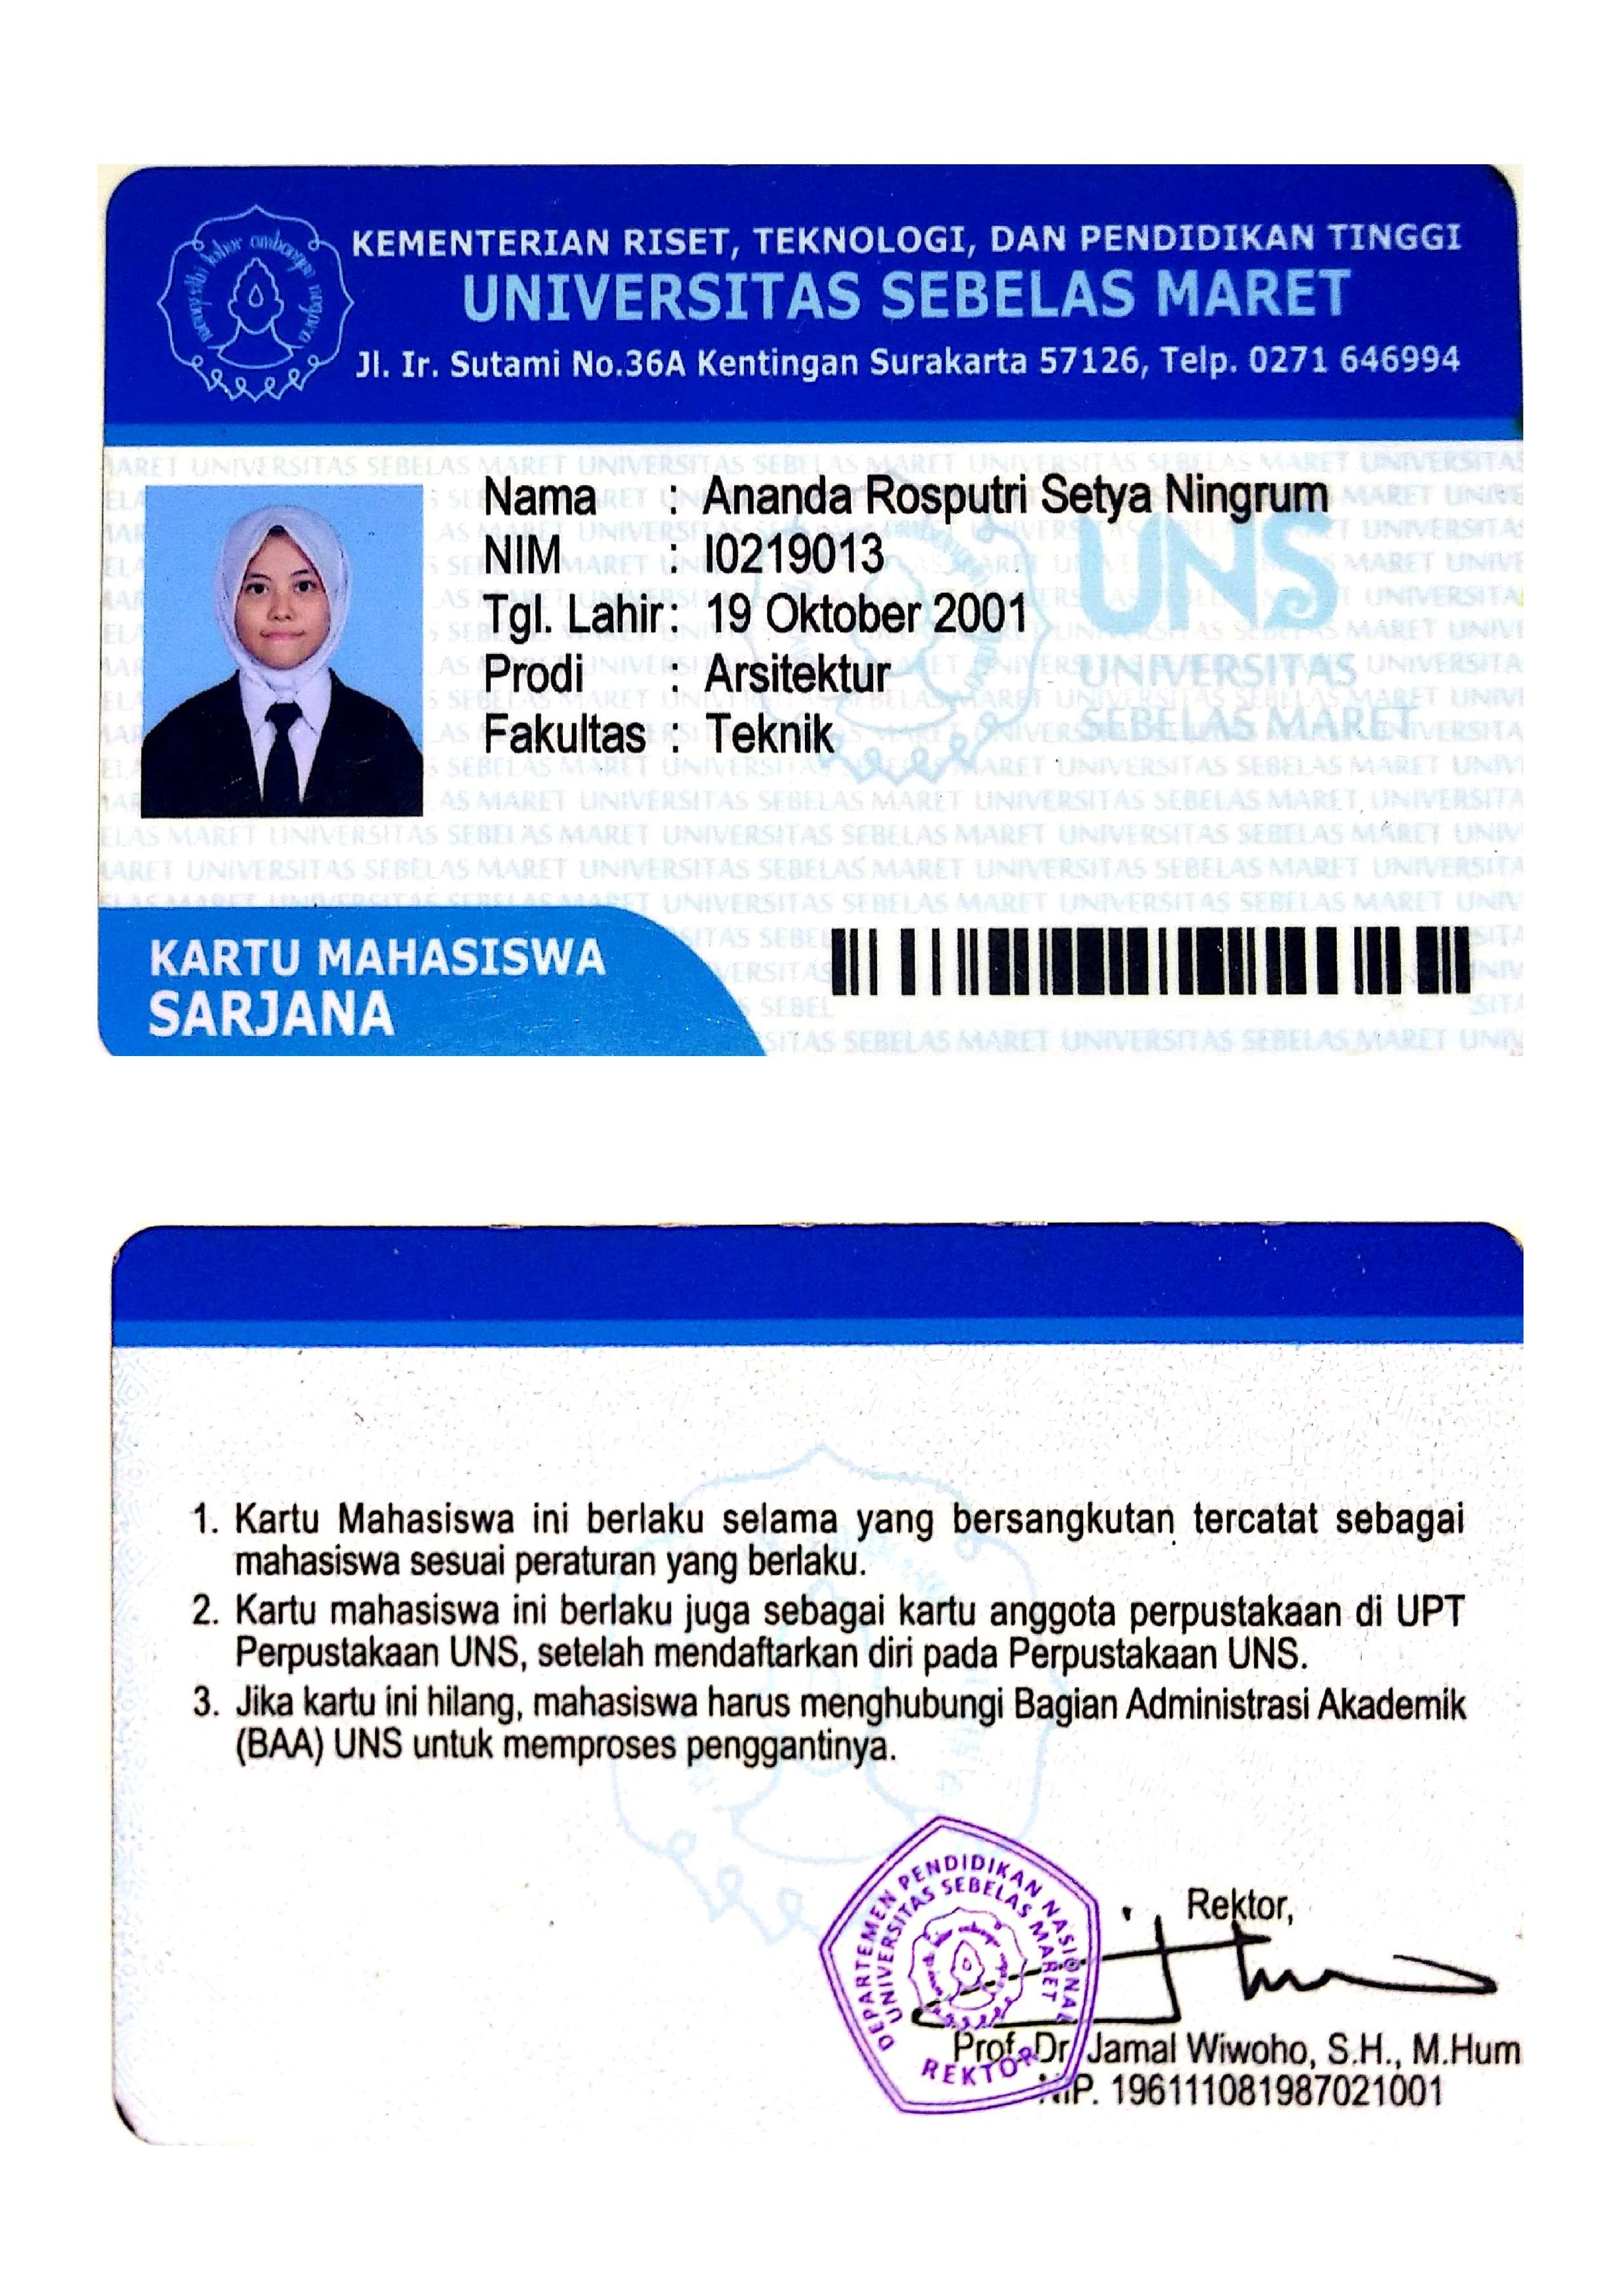 KEMENTERIAN RISET, TEKNOLOGI, DAN PENDIDIKAN TINGGI
UNIVERSITAS SEBELAS MARET
Jl. Ir. Sutami No.36A Kentingan Surakarta 57126, Telp. 0271 646994
Nama : Ananda Rosputri Setya Ningrum
NIM : I0219013
Tgl. Lahir : 19 Oktober 2001
Prodi : Arsitektur
Fakultas : Teknik
UNS
UNIVERSITAS
SEBELAS MARET
KARTU MAHASISWA
SARJANA
1. Kartu Mahasiswa ini berlaku selama yang bersangkutan tercatat sebagai
mahasiswa sesuai peraturan yang berlaku.
2. Kartu mahasiswa ini berlaku juga sebagai kartu anggota perpustakaan di UPT
Perpustakaan UNS, setelah mendaftarkan diri pada Perpustakaan UNS.
3. Jika kartu ini hilang, mahasiswa harus menghubungi Bagian Administrasi Akademik
(BAA) UNS untuk memproses penggantinya.
Rektor,
DEPARTEMEN PENDIDIKAN NASIONAL
UNIVERSITAS SEBELAS MARET
REKTOR
Prof. Dr. Jamal Wiwoho, S.H., M.Hum
NIP. 196111081987021001